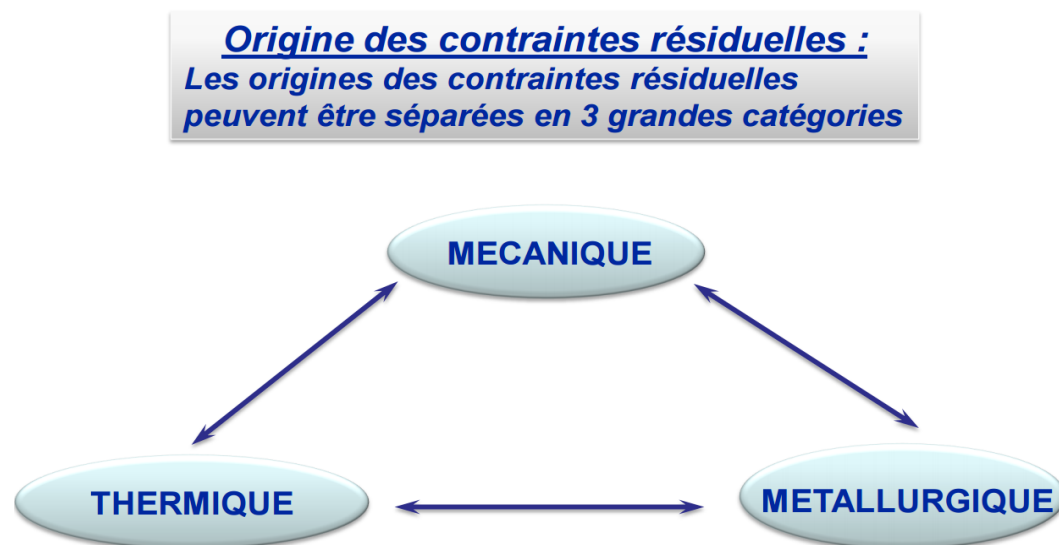 Origine des contraintes résiduelles :
Les origines des contraintes résiduelles
peuvent être séparées en 3 grandes catégories
MECANIQUE
THERMIQUE
METALLURGIQUE